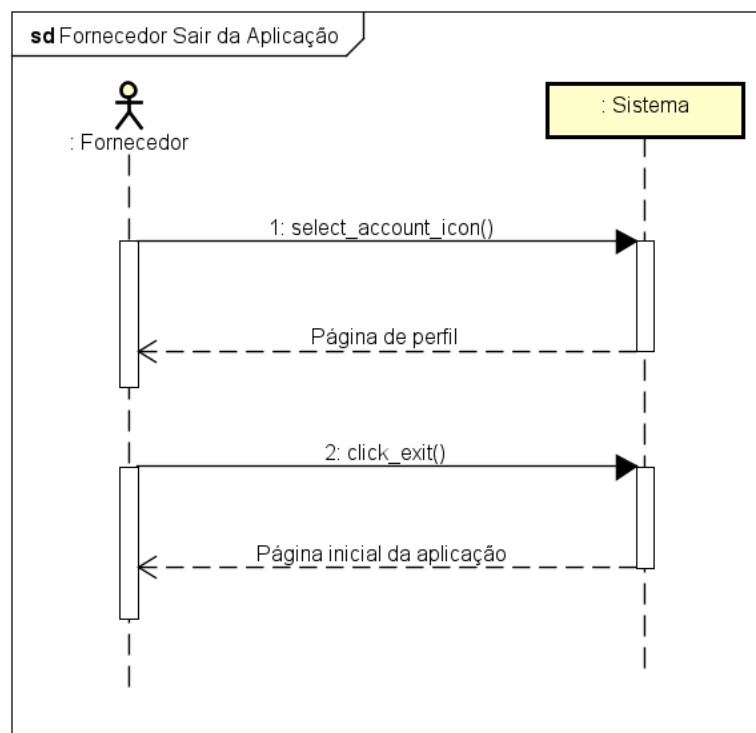 sd Fornecedor Sair da Aplicação
: Fornecedor
: Sistema
1: select_account_icon()
Página de perfil
2: click_exit()
Página inicial da aplicação